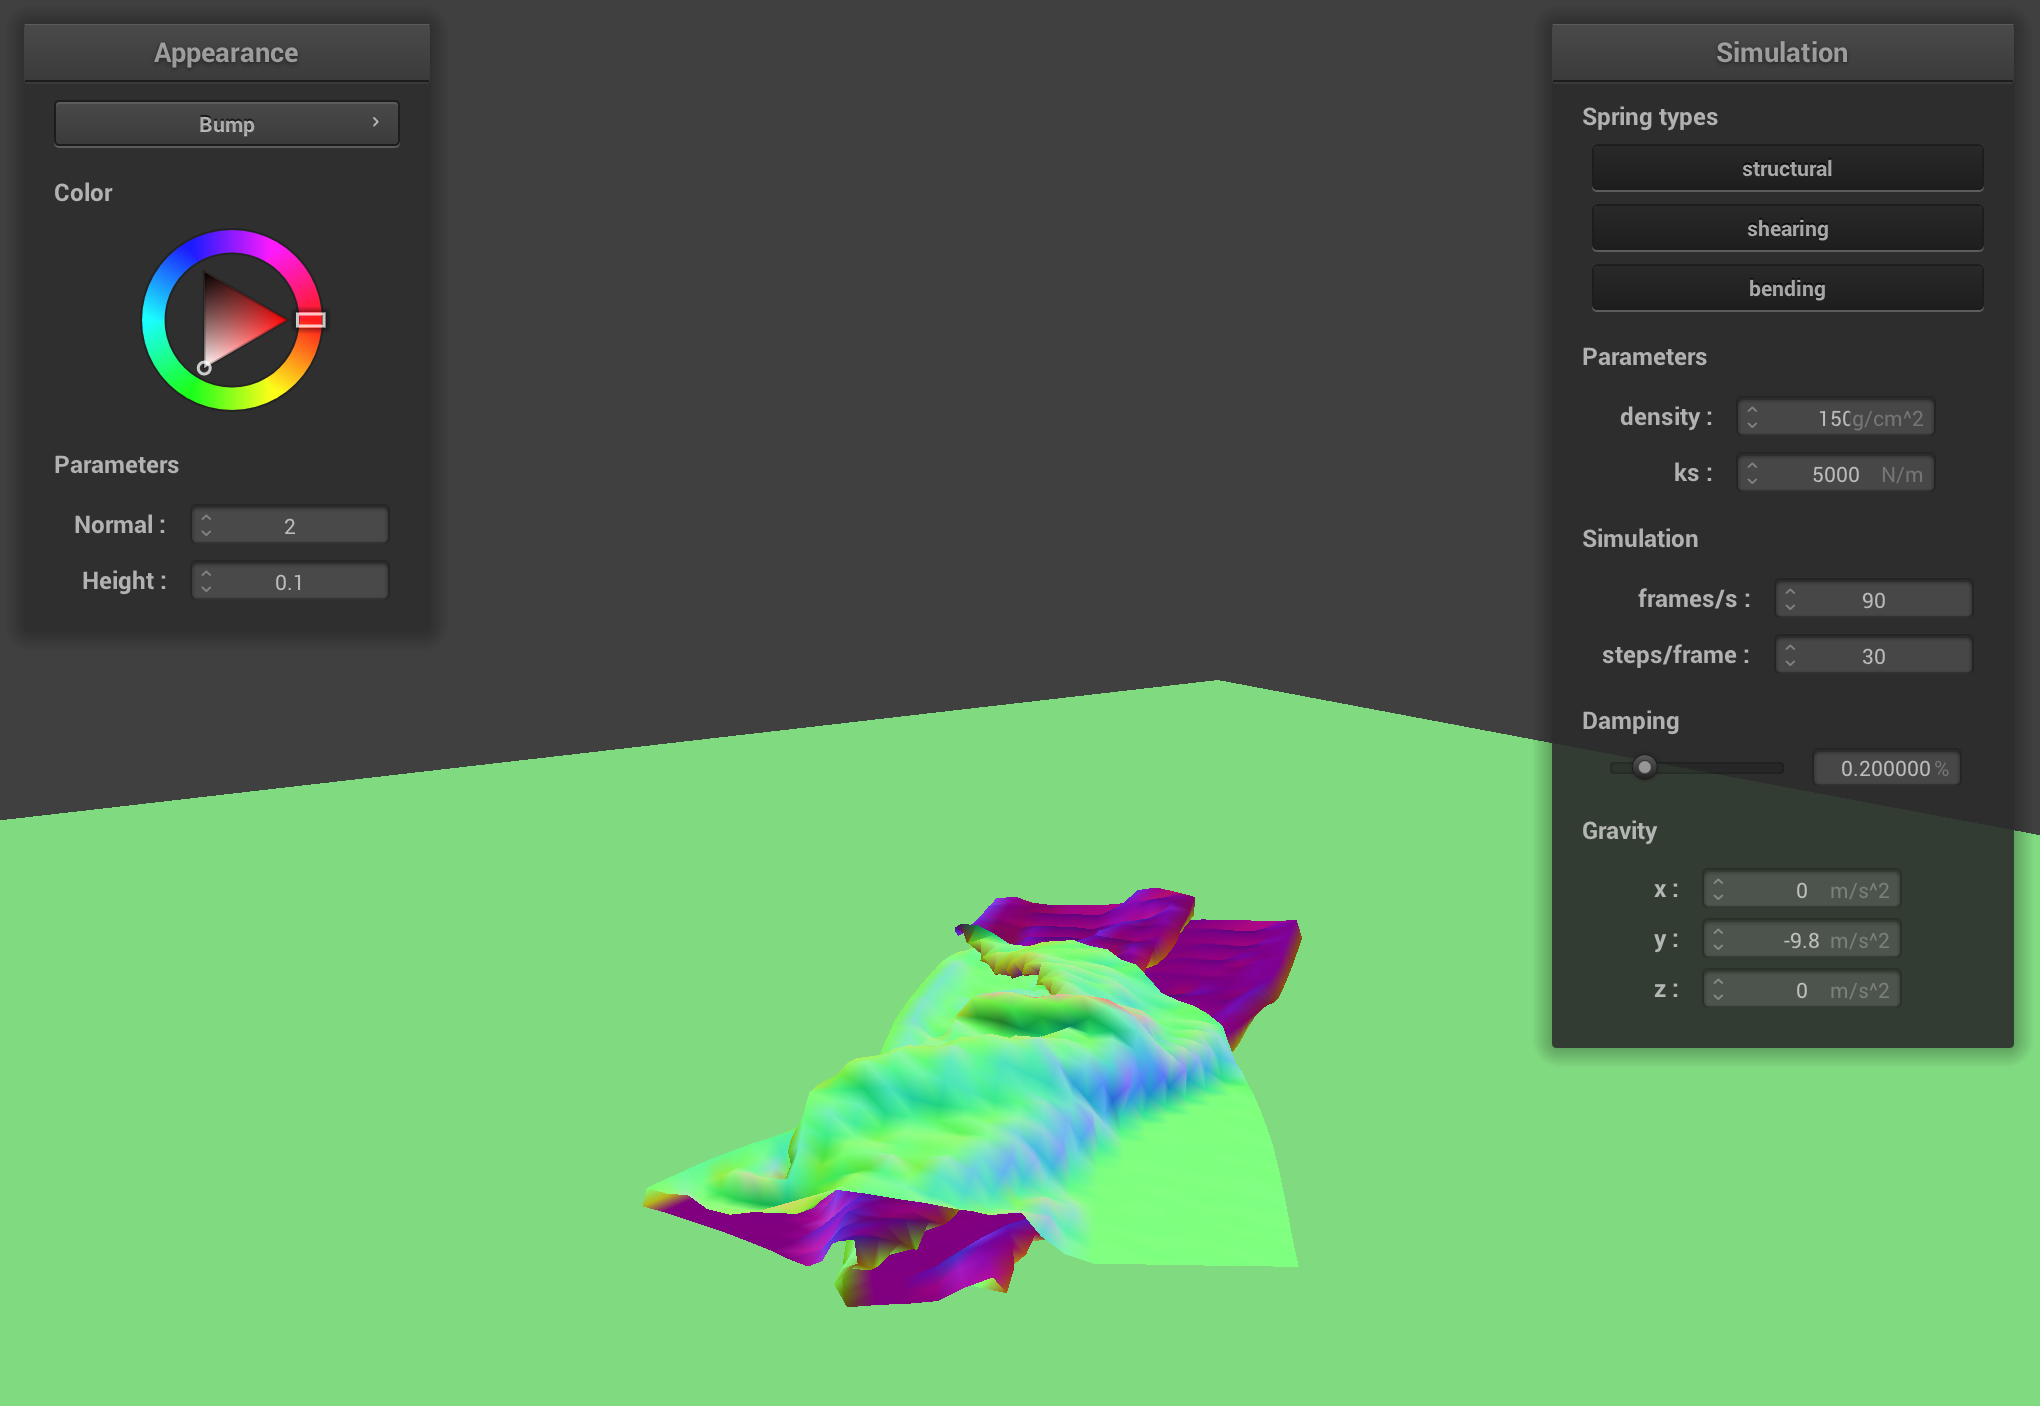 Appearance
Bump
Color
Parameters
Normal :
2
Height :
0.1
Simulation
Spring types
structural
shearing
bending
Parameters
density :
150 g/cm^2
ks :
5000 N/m
Simulation
frames/s :
90
steps/frame :
30
Damping
0.200000 %
Gravity
x :
0 m/s^2
y :
-9.8 m/s^2
z :
0 m/s^2